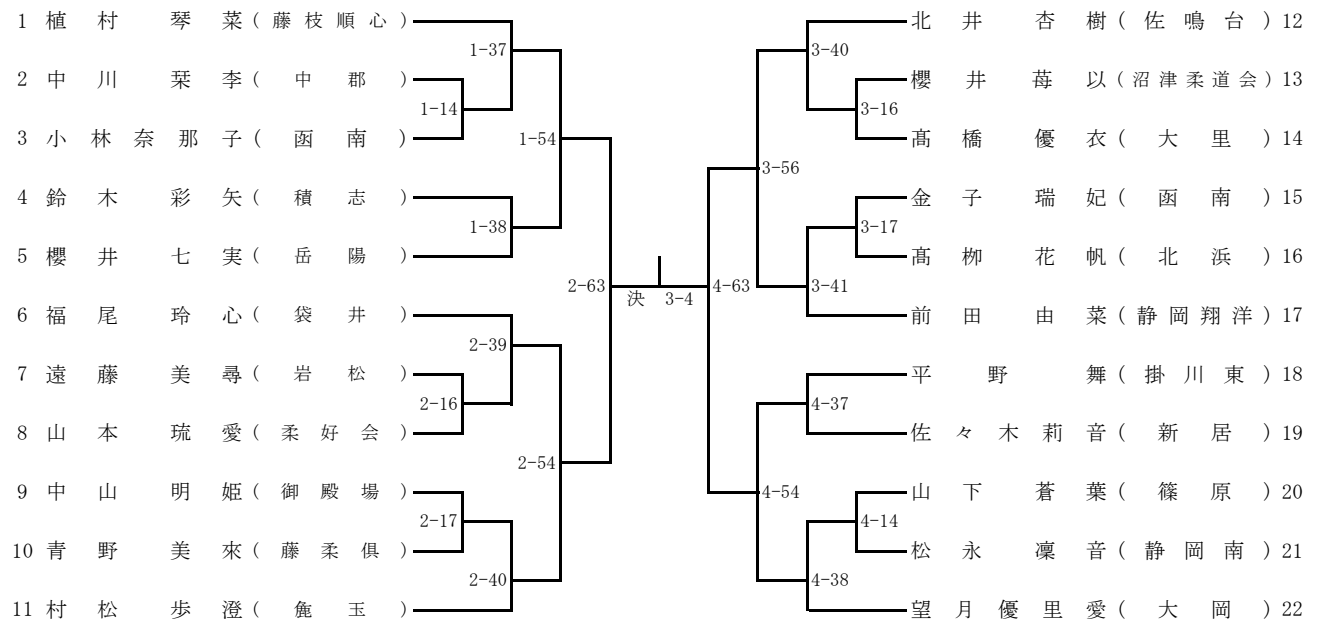 1 植村琴菜(藤枝順心)
1-37
2 中川栞李(中郡)
1-14
3 小林奈那子(函南)
1-54
4 鈴木彩矢(積志)
1-38
5 櫻井七実(岳陽)
2-63
6 福尾玲心(袋井)
2-39
7 遠藤美尋(岩松)
2-16
8 山本琉愛(柔好会)
2-54
9 中山明姫(御殿場)
2-17
10 青野美來(藤柔倶)
2-40
11 村松歩澄(麁玉)
決 3-4
北井杏樹(佐鳴台) 12
3-40
櫻井苺以(沼津柔道会) 13
3-16
髙橋優衣(大里) 14
3-56
金子瑞妃(函南) 15
3-17
髙栁花帆(北浜) 16
4-63
3-41
前田由菜(静岡翔洋) 17
平野舞(掛川東) 18
4-37
佐々木莉音(新居) 19
4-54
山下蒼葉(篠原) 20
4-14
松永凜音(静岡南) 21
4-38
望月優里愛(大岡) 22